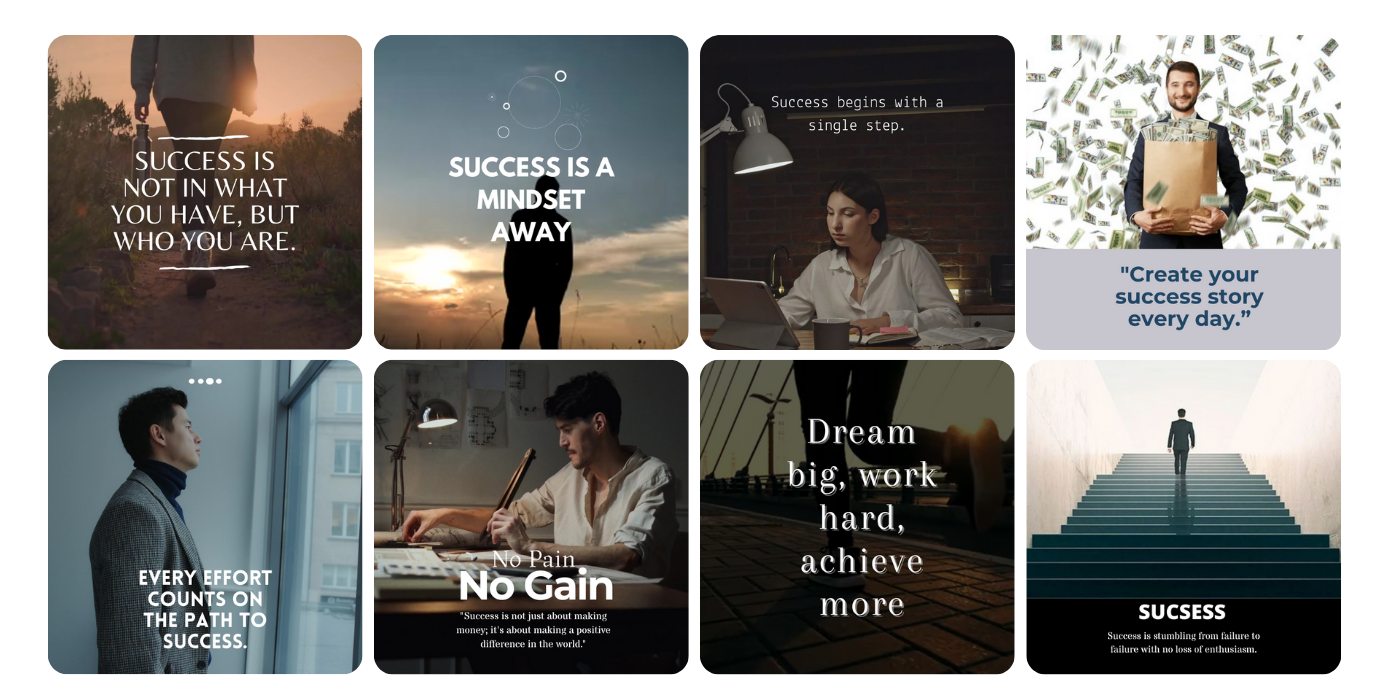 SUCCESS IS
NOT IN WHAT
YOU HAVE, BUT
WHO YOU ARE.
SUCCESS IS A
MINDSET
AWAY
Success begins with a
single step.
"Create your
success story
every day.”
EVERY EFFORT
COUNTS ON
THE PATH TO
SUCCESS.
No Pain
No Gain
"Success is not just about making
money; it's about making a positive
difference in the world."
Dream
big, work
hard,
achieve
more
SUCSESS
Success is stumbling from failure to
failure with no loss of enthusiasm.